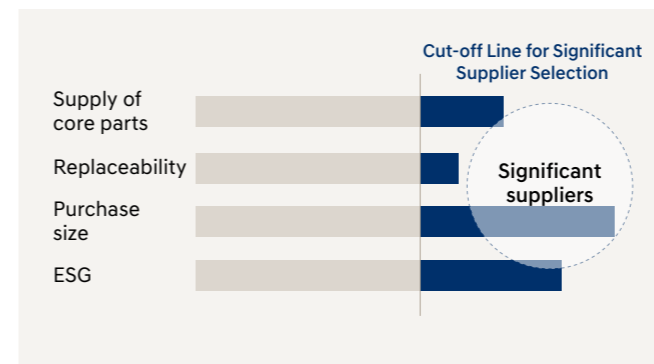 Cut-off Line for Significant
Supplier Selection
Supply of
core parts
Replaceability
Significant
suppliers
Purchase
size
ESG